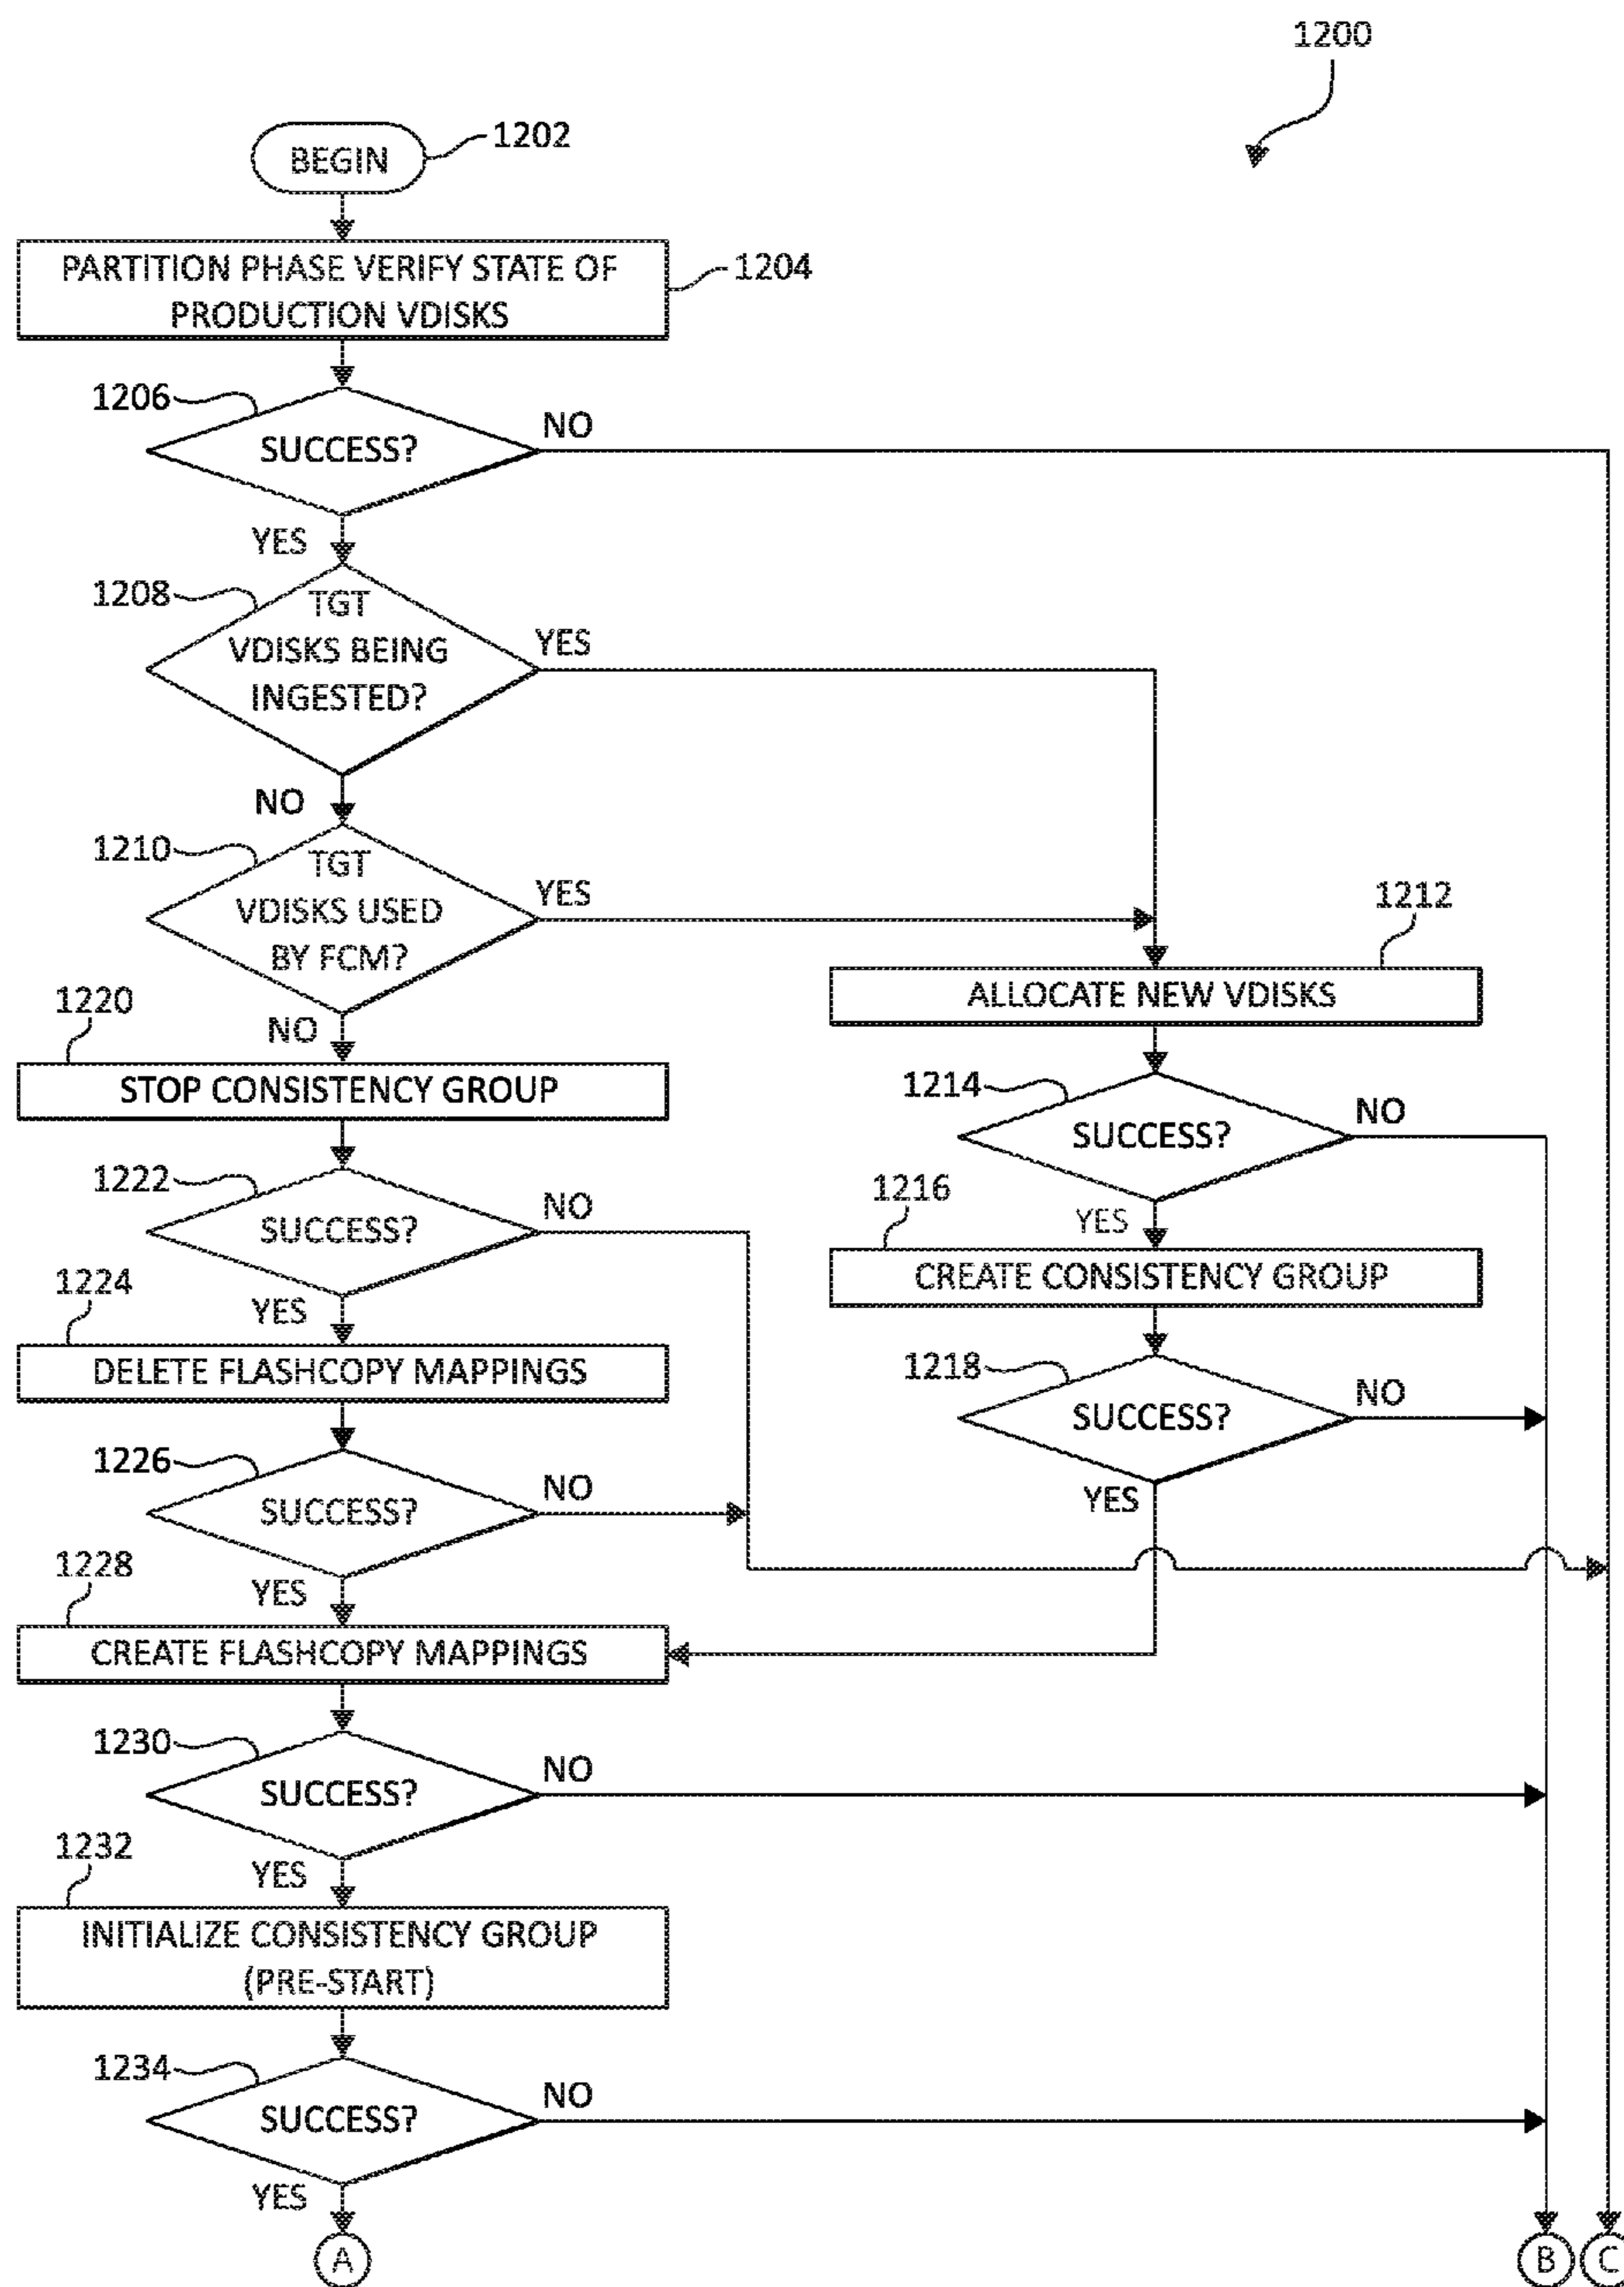 1200
BEGIN
1202
PARTITION PHASE VERIFY STATE OF
PRODUCTION VDISKS
1204
1206
SUCCESS?
NO
YES
1208
TGT
VDISKS BEING
INGESTED?
YES
NO
1210
TGT
VDISKS USED
BY FCM?
YES
NO
1212
ALLOCATE NEW VDISKS
1214
SUCCESS?
NO
YES
1216
CREATE CONSISTENCY GROUP
1218
SUCCESS?
NO
YES
1220
STOP CONSISTENCY GROUP
1222
SUCCESS?
NO
YES
1224
DELETE FLASHCOPY MAPPINGS
1226
SUCCESS?
NO
YES
1228
CREATE FLASHCOPY MAPPINGS
1230
SUCCESS?
NO
YES
1232
INITIALIZE CONSISTENCY GROUP
(PRE-START)
1234
SUCCESS?
NO
YES
A
B
C